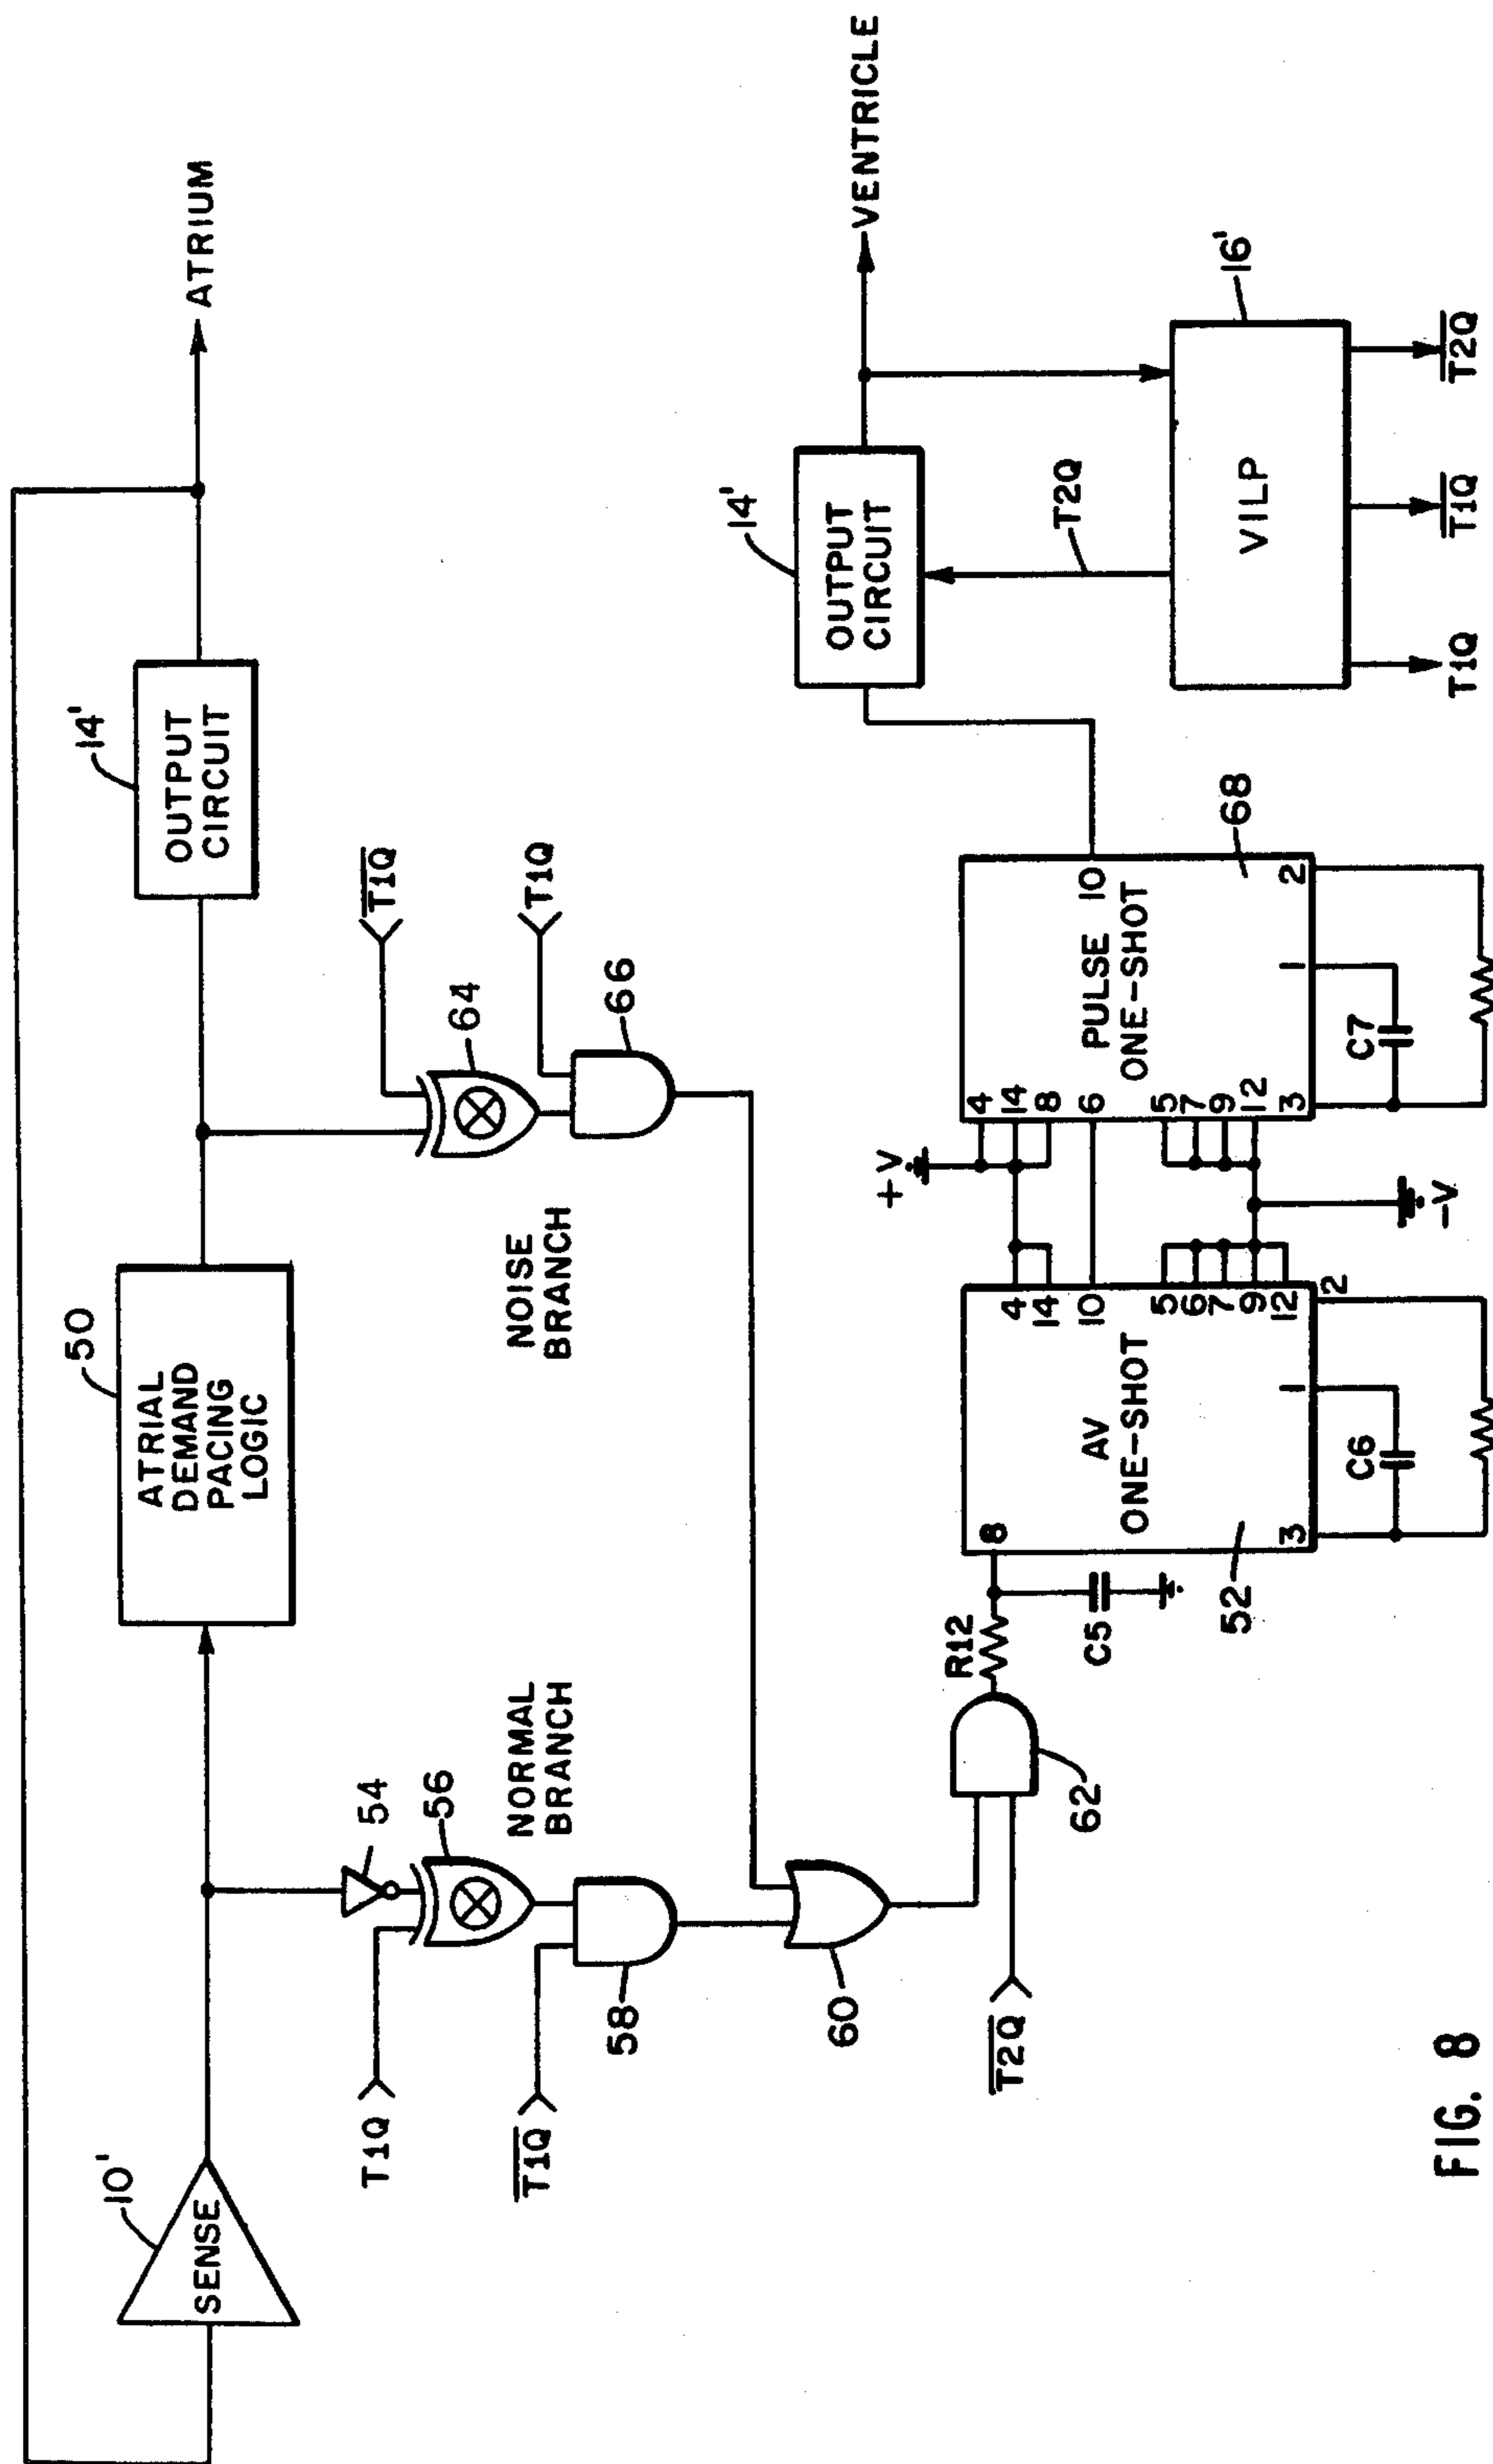 ATRIUM
14'
OUTPUT
CIRCUIT
50
ATRIAL
DEMAND
PACING
LOGIC
10'
SENSE
T1Q
T1Q
64
66
NOISE
BRANCH
54
56
NORMAL
BRANCH
T1Q
T1Q
58
60
T2Q
62
R12
C5
8
AV
ONE-SHOT
52
4
14
10
5
6
7
9
12
3
1
2
C6
+V
-V
4
14
8
6
5
7
9
12
3
1
2
10
PULSE
ONE-SHOT
68
C7
14'
OUTPUT
CIRCUIT
VENTRICLE
T2Q
16'
VILP
T1Q
T1Q
T2Q
FIG. 8